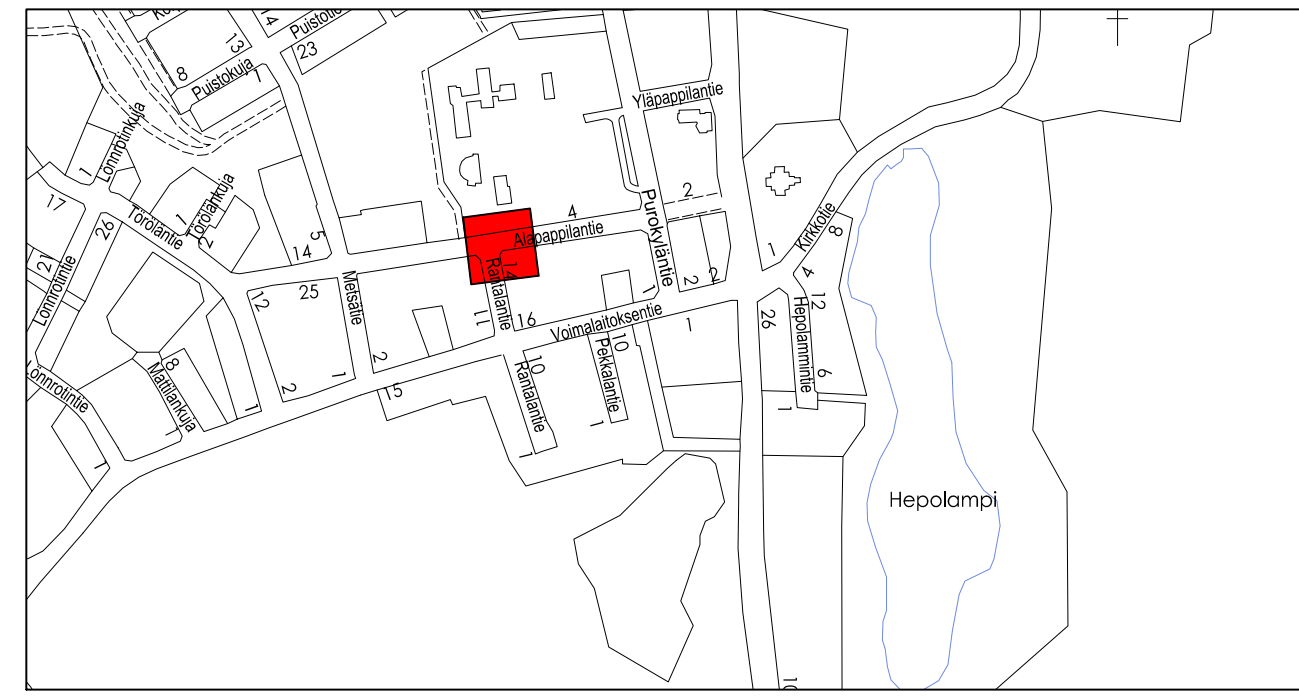 14
Puistotie
23
13
8
Puistokuja
1
Yläpappilantie
Lönnrotinkuja
1
17
26
Törölänkuja
1
2
Töröläntie
5
14
4
2
Purokyläntie
Alapappilantie
Kirkkotie
1
8
4
21
Lönnrotintie
12
25
Metsätie
Rantalantie
14
11
16
Voimalaitoksentie
1
2
2
1
26
12
Hepolammintie
6
1
Lönnrotintie
8
Mattilankuja
1
1
1
2
1
2
15
10
Rantalantie
1
10
Pekkalantie
1
Hepolampi